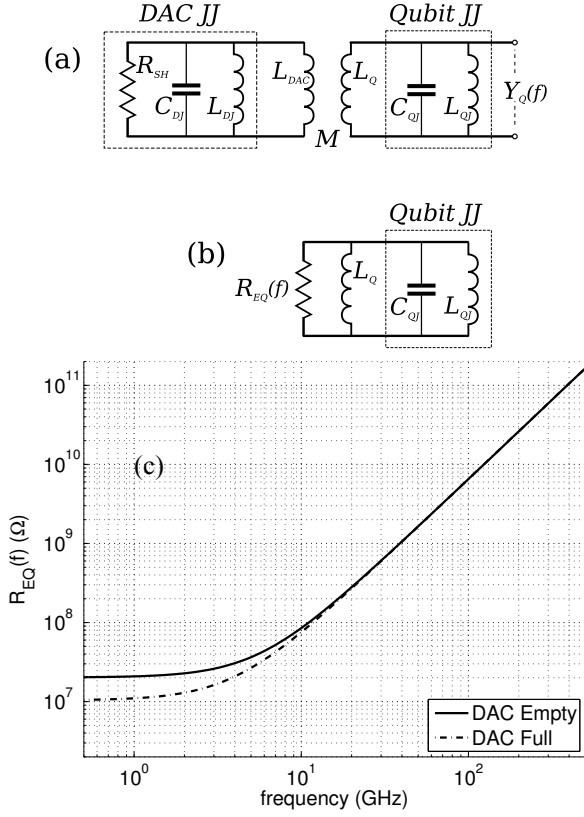 DAC JJ
Qubit JJ
(a)
R_SH
C_DJ
L_DJ
L_DAC
M
L_Q
C_QJ
L_QJ
Y_Q(f)
Qubit JJ
(b)
R_EQ(f)
L_Q
C_QJ
L_QJ
(c)
R_EQ(f) (Ω)
10^11
10^10
10^9
10^8
10^7
10^0
10^1
10^2
frequency (GHz)
DAC Empty
DAC Full